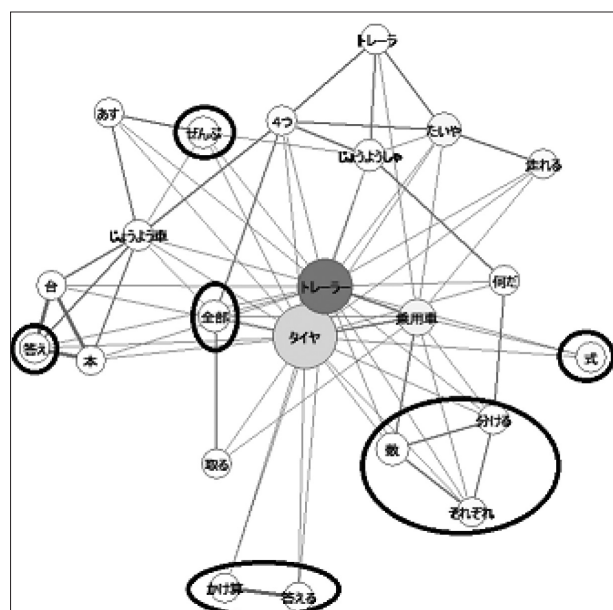 トレーラ
あす
ぜんぶ
4つ
たいや
じょうようしゃ
走れる
じょうよう車
トレーラー
何だ
台
全部
乗用車
タイヤ
答え
本
式
分ける
数
取る
それぞれ
かけ算
答える